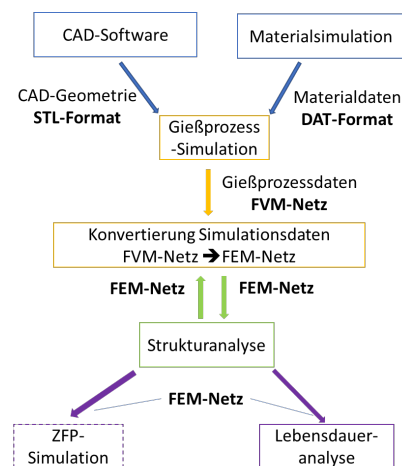 CAD-Software
Materialsimulation
CAD-Geometrie
STL-Format
Materialdaten
DAT-Format
Gießprozess
-Simulation
Gießprozessdaten
FVM-Netz
Konvertierung Simulationsdaten
FVM-Netz ➔ FEM-Netz
FEM-Netz
FEM-Netz
Strukturanalyse
FEM-Netz
ZFP-
Simulation
Lebensdauer-
analyse